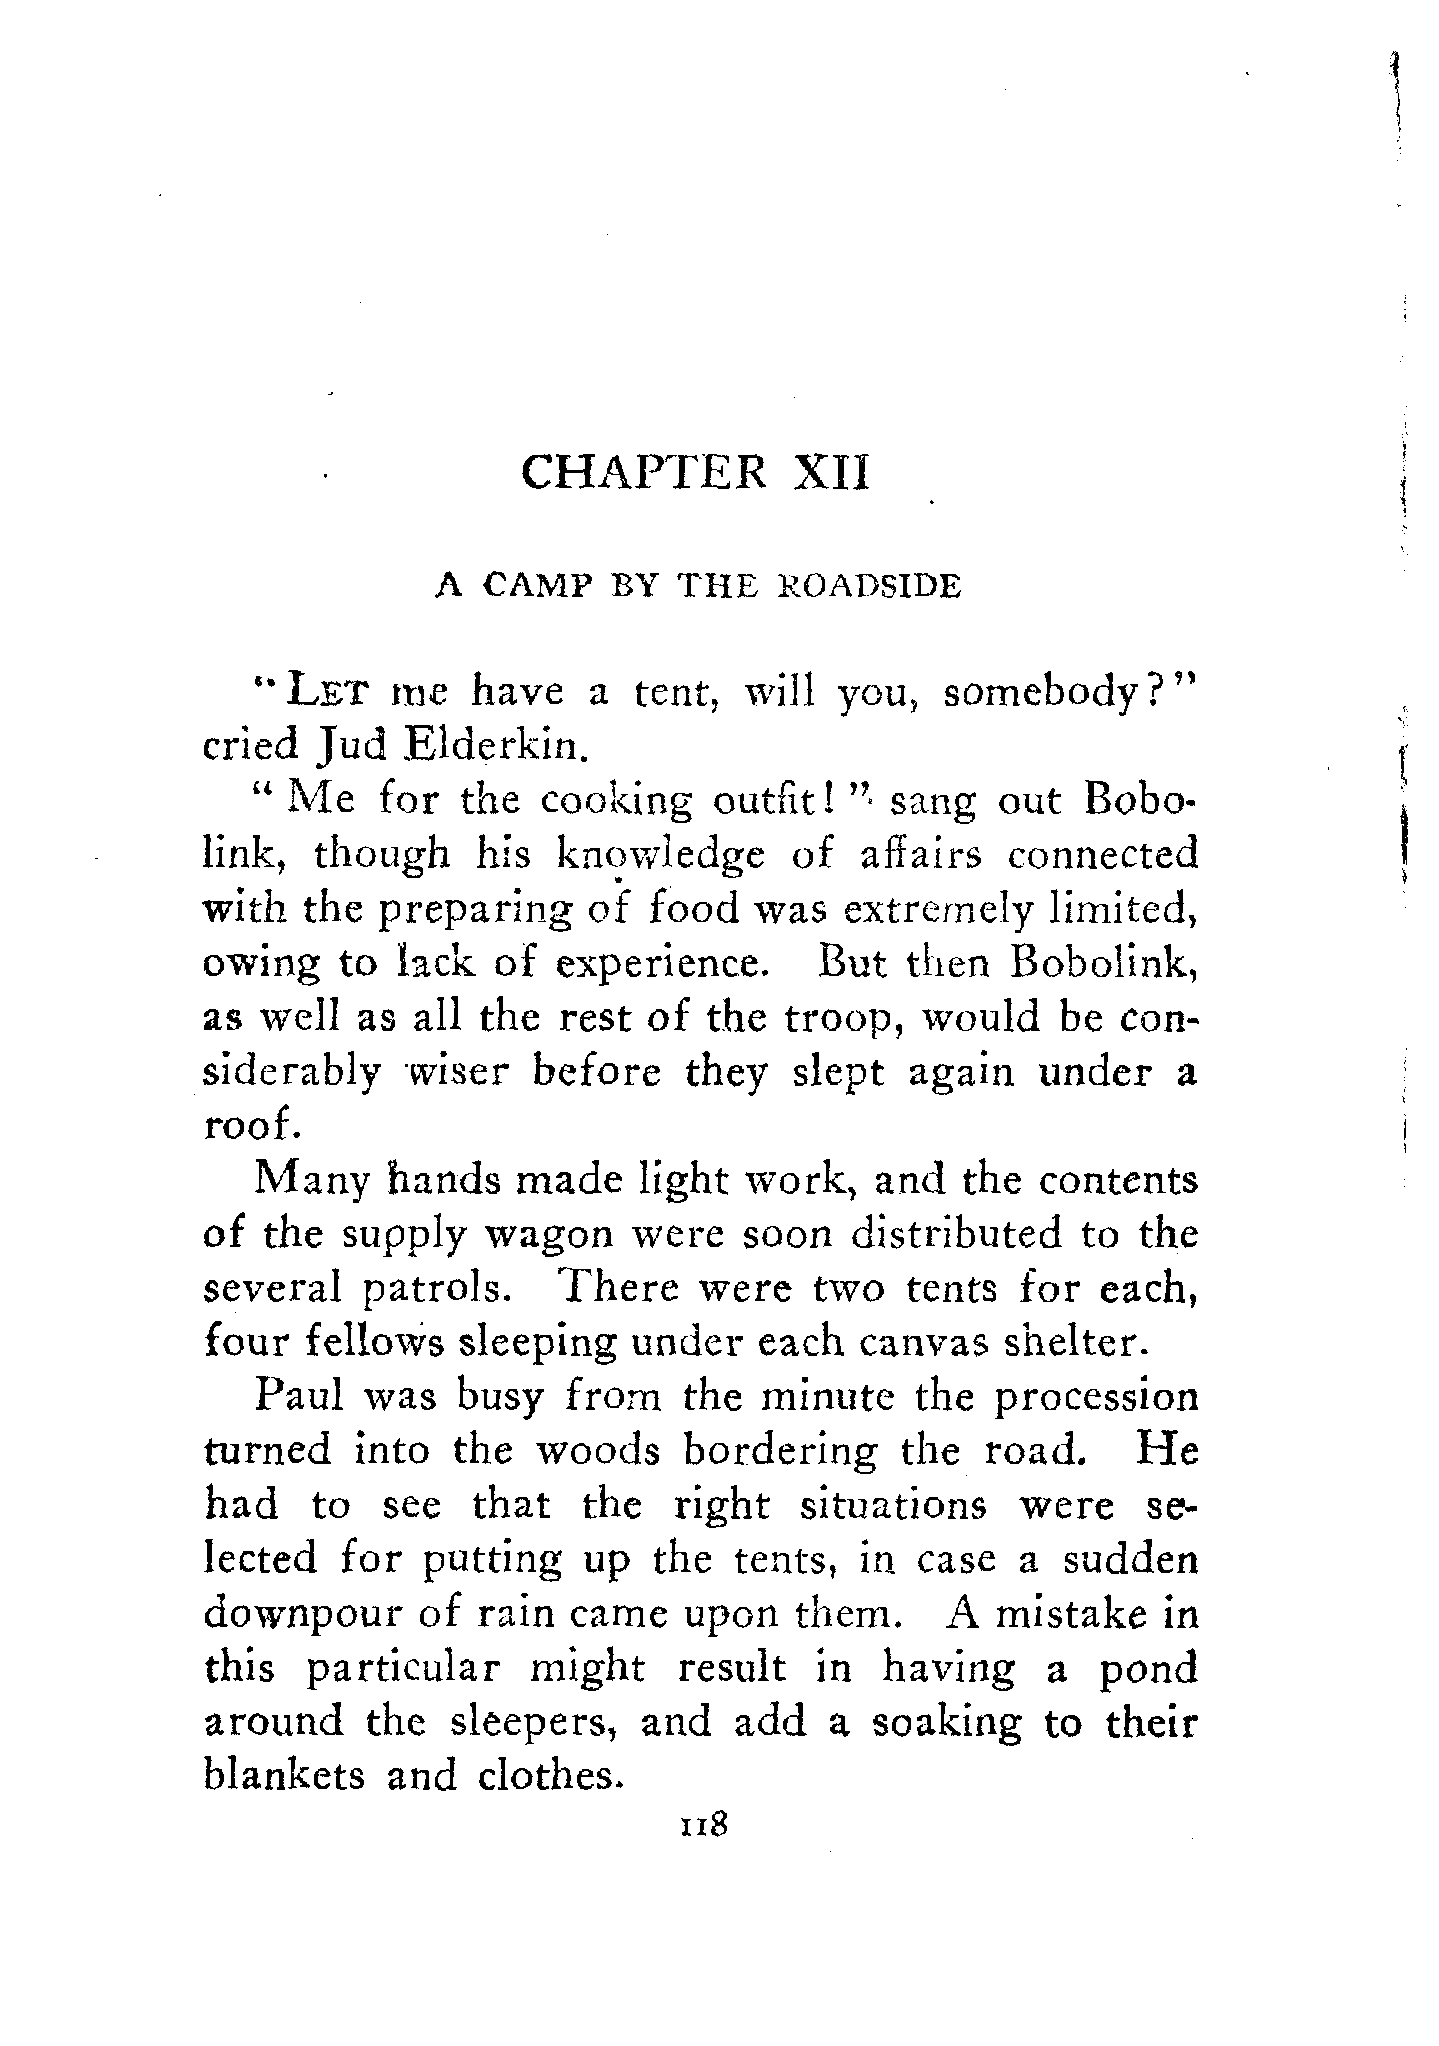 CHAPTER XII
A CAMP BY THE ROADSIDE
"LET me have a tent, will you, somebody?"
cried Jud Elderkin.
"Me for the cooking outfit!" sang out Bobo-
link, though his knowledge of affairs connected
with the preparing of food was extremely limited,
owing to lack of experience. But then Bobolink,
as well as all the rest of the troop, would be con-
siderably wiser before they slept again under a
roof.
Many hands made light work, and the contents
of the supply wagon were soon distributed to the
several patrols. There were two tents for each,
four fellows sleeping under each canvas shelter.
Paul was busy from the minute the procession
turned into the woods bordering the road. He
had to see that the right situations were se-
lected for putting up the tents, in case a sudden
downpour of rain came upon them. A mistake in
this particular might result in having a pond
around the sleepers, and add a soaking to their
blankets and clothes.
118